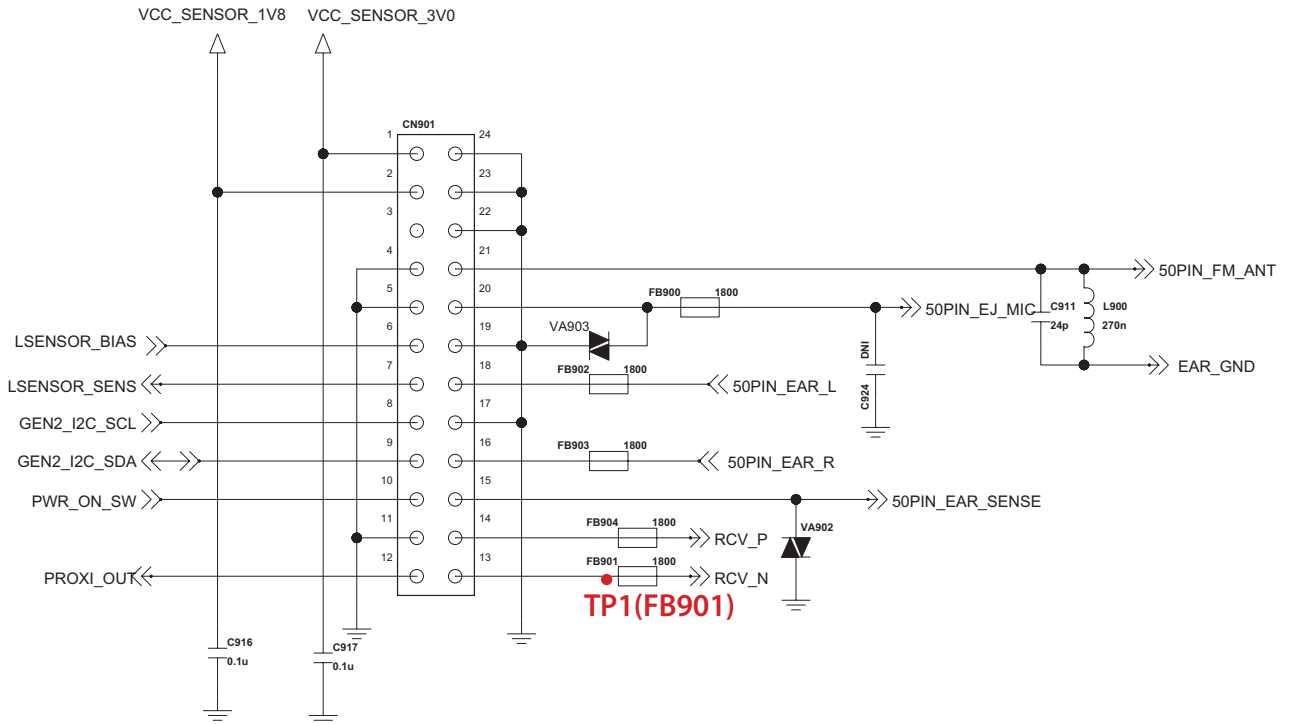 VCC_SENSOR_1V8 VCC_SENSOR_3V0
CN901
1 24
2 23
3 22
4 21
50PIN_FM_ANT
5 20
FB900 1800
50PIN_EJ_MIC
C911
24p
L900
270n
6 19
VA903
LSENSOR_BIAS
DNI
C924
EAR_GND
7 18
FB902 1800
LSENSOR_SENS
50PIN_EAR_L
8 17
GEN2_I2C_SCL
9 16
FB903 1800
GEN2_I2C_SDA
50PIN_EAR_R
10 15
PWR_ON_SW
50PIN_EAR_SENSE
11 14
FB904 1800
RCV_P
VA902
12 13
FB901 1800
PROXI_OUT
RCV_N
TP1(FB901)
C916
0.1u
C917
0.1u